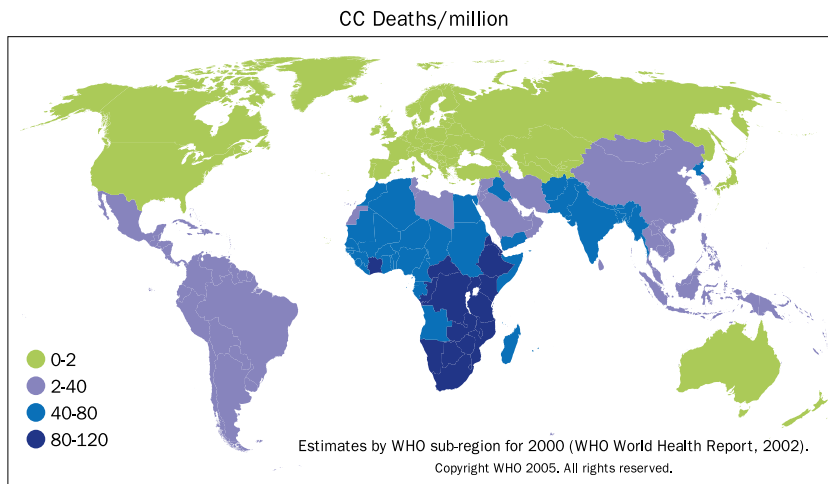 CC Deaths/million
0-2
2-40
40-80
80-120
Estimates by WHO sub-region for 2000 (WHO World Health Report, 2002).
Copyright WHO 2005. All rights reserved.